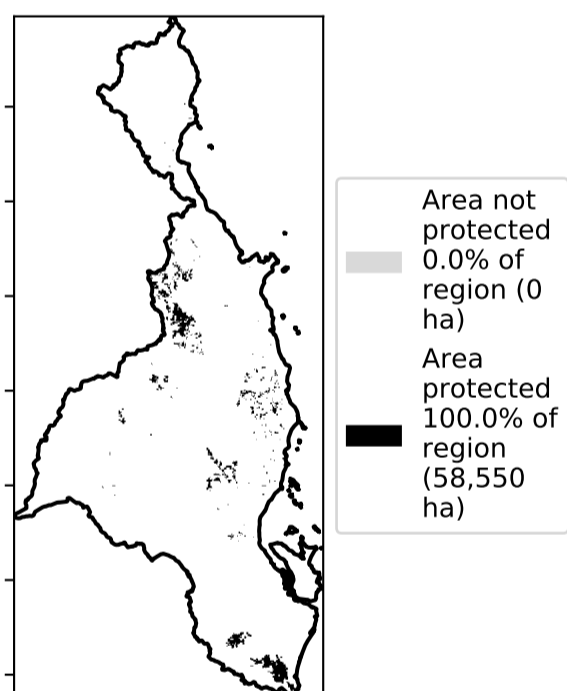 Area not
protected
0.0% of
region (0
ha)
Area
protected
100.0% of
region
(58,550
ha)